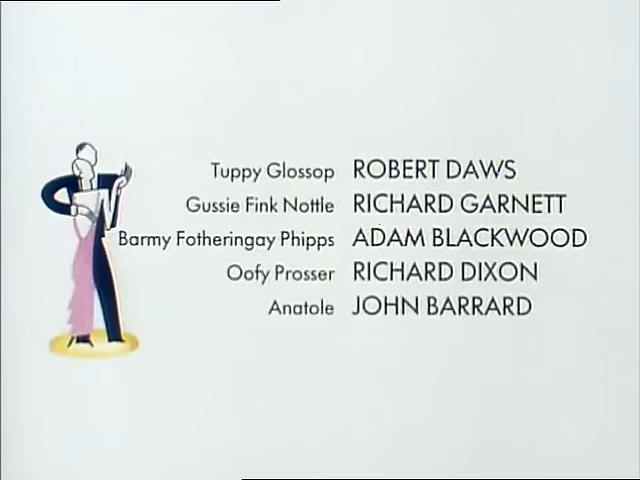 Tuppy Glossop ROBERT DAWS
Gussie Fink Nottle RICHARD GARNETT
Barmy Fotheringay Phipps ADAM BLACKWOOD
Oofy Prosser RICHARD DIXON
Anatole JOHN BARRARD